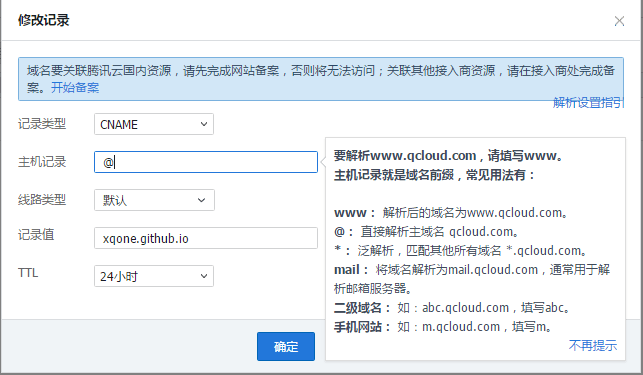 修改记录
域名要关联腾讯云国内资源，请先完成网站备案，否则将无法访问；关联其他接入商资源，请在接入商处完成备
案。开始备案
解析设置指引
记录类型 CNAME
主机记录 @
线路类型 默认
记录值 xqone.github.io
TTL 24小时
要解析www.qcloud.com，请填写www。
主机记录就是域名前缀，常见用法有：
www： 解析后的域名为www.qcloud.com。
@： 直接解析主域名 qcloud.com。
*： 泛解析，匹配其他所有域名 *.qcloud.com。
mail： 将域名解析为mail.qcloud.com，通常用于解
析邮箱服务器。
二级域名： 如：abc.qcloud.com，填写abc。
手机网站： 如：m.qcloud.com，填写m。
不再提示
确定